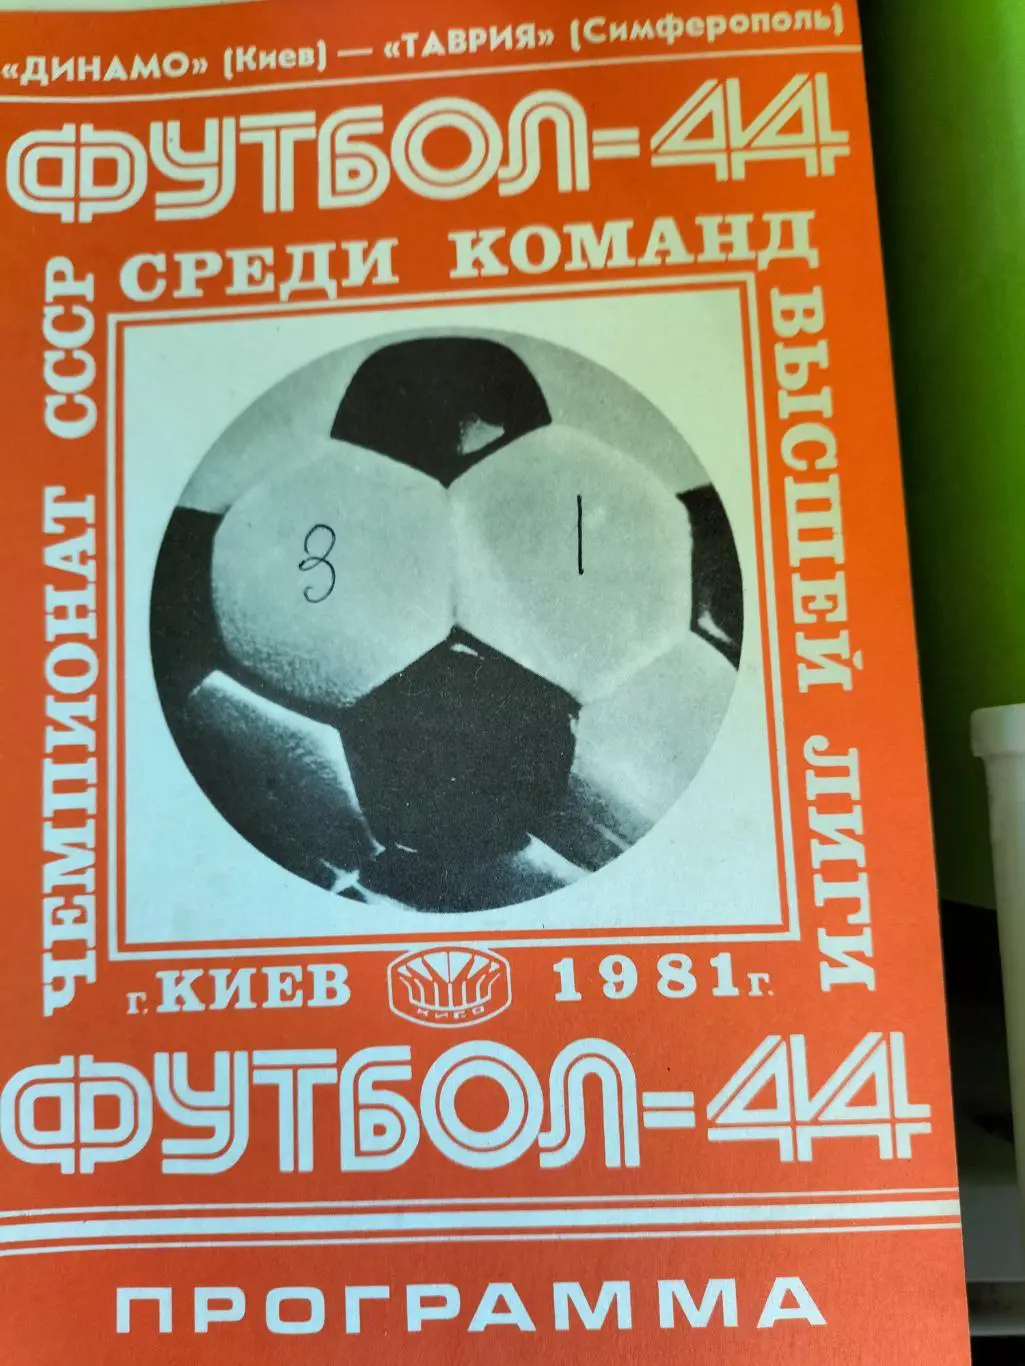 «ДИНАМО» (Киев) — «ТАВРИЯ» (Симферополь)
ФУТБОЛ-44
ЧЕМПИОНАТ СССР
СРЕДИ КОМАНД
ВЫСШЕЙ ЛИГИ
3 1
г. КИЕВ
КИЕВ
1981 г.
ФУТБОЛ-44
ПРОГРАММА